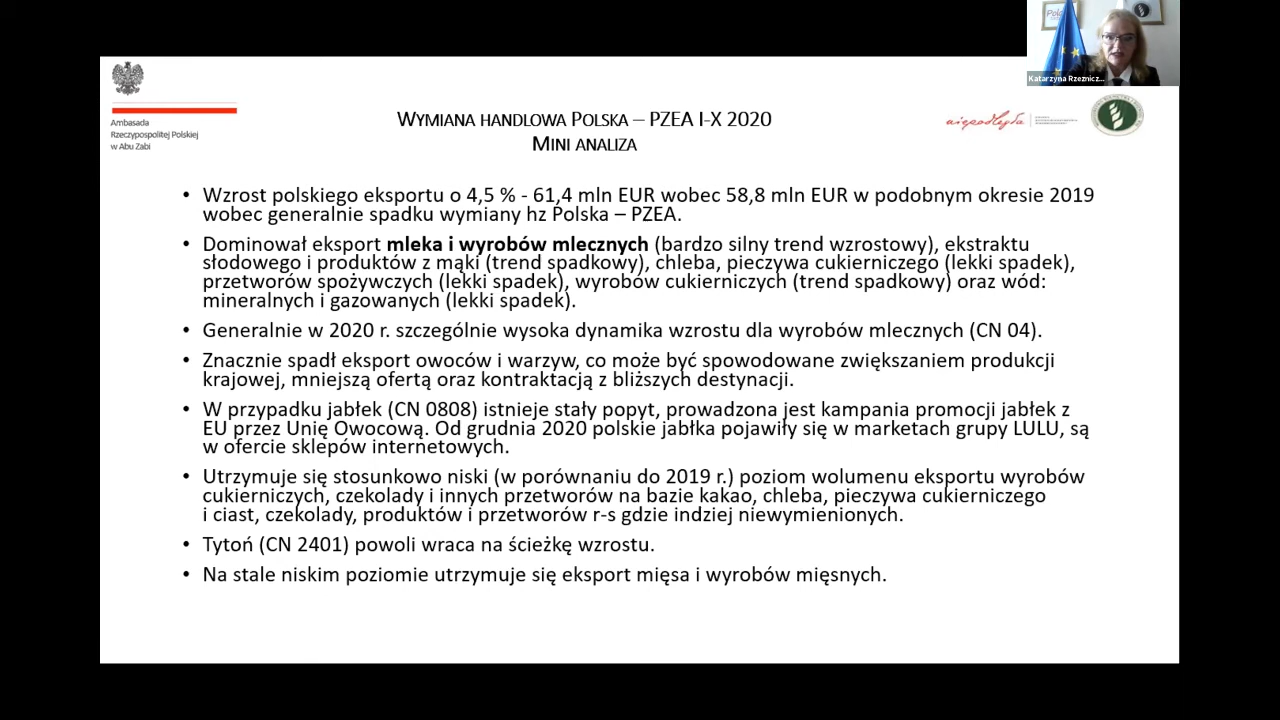 Pol
Katarzyna Rzeznicz...
Ambasada
Rzeczypospolitej Polskiej
w Abu Zabi
WYMIANA HANDLOWA POLSKA – PZEA I-X 2020
MINI ANALIZA
niepodległa
• Wzrost polskiego eksportu o 4,5 % - 61,4 mln EUR wobec 58,8 mln EUR w podobnym okresie 2019
wobec generalnie spadku wymiany hz Polska – PZEA.
• Dominował eksport mleka i wyrobów mlecznych (bardzo silny trend wzrostowy), ekstraktu
słodowego i produktów z mąki (trend spadkowy), chleba, pieczywa cukierniczego (lekki spadek),
przetworów spożywczych (lekki spadek), wyrobów cukierniczych (trend spadkowy) oraz wód:
mineralnych i gazowanych (lekki spadek).
• Generalnie w 2020 r. szczególnie wysoka dynamika wzrostu dla wyrobów mlecznych (CN 04).
• Znacznie spadł eksport owoców i warzyw, co może być spowodowane zwiększaniem produkcji
krajowej, mniejszą ofertą oraz kontraktacją z bliższych destynacji.
• W przypadku jabłek (CN 0808) istnieje stały popyt, prowadzona jest kampania promocji jabłek z
EU przez Unię Owocową. Od grudnia 2020 polskie jabłka pojawiły się w marketach grupy LULU, są
w ofercie sklepów internetowych.
• Utrzymuje się stosunkowo niski (w porównaniu do 2019 r.) poziom wolumenu eksportu wyrobów
cukierniczych, czekolady i innych przetworów na bazie kakao, chleba, pieczywa cukierniczego
i ciast, czekolady, produktów i przetworów r-s gdzie indziej niewymienionych.
• Tytoń (CN 2401) powoli wraca na ścieżkę wzrostu.
• Na stale niskim poziomie utrzymuje się eksport mięsa i wyrobów mięsnych.